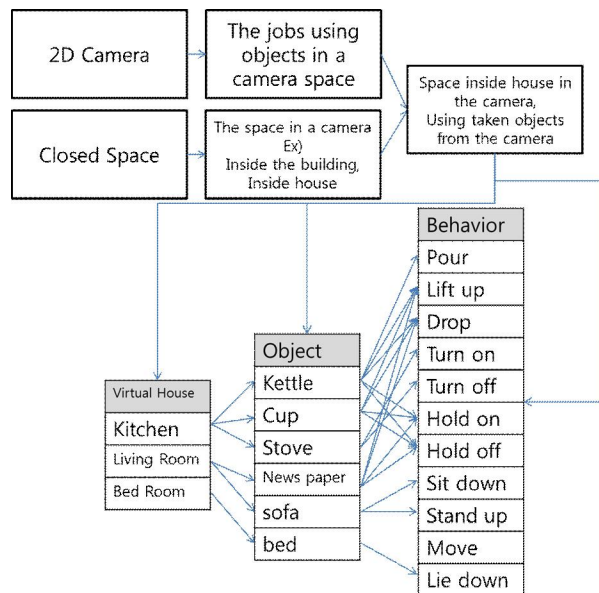 2D Camera
The jobs using
objects in a
camera space
Closed Space
The space in a camera
Ex)
Inside the building,
Inside house
Space inside house in
the camera,
Using taken objects
from the camera
Virtual House
Kitchen
Living Room
Bed Room
Object
Kettle
Cup
Stove
News paper
sofa
bed
Behavior
Pour
Lift up
Drop
Turn on
Turn off
Hold on
Hold off
Sit down
Stand up
Move
Lie down